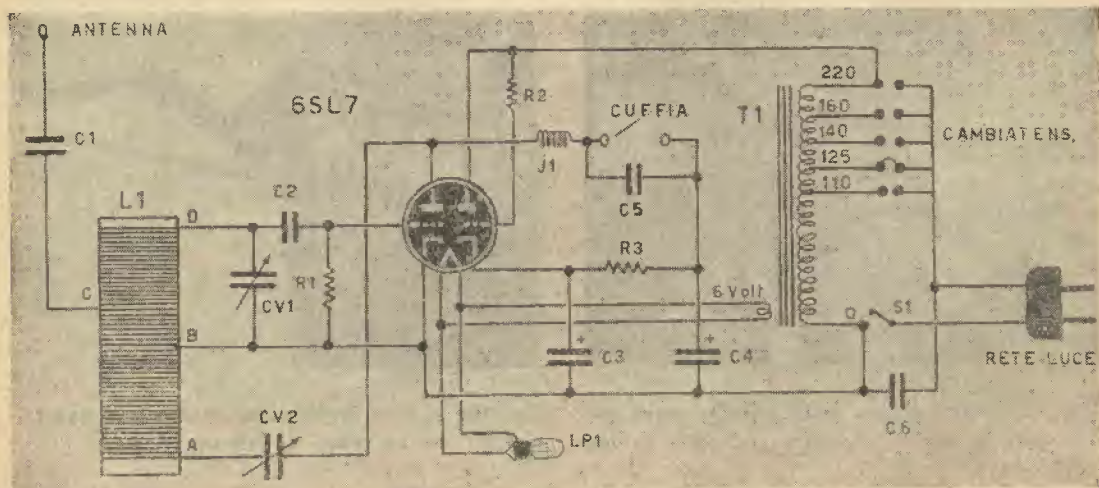 ANTENNA
C1
6SL7
R2
CUFFIA
J1
C5
T1
220
160
140
125
110
CAMBIATENS.
L1
D
C2
C
CV1
R1
B
R3
6 Volt
C3
C4
O
S1
RETE-LUCE
C6
A
CV2
LP1